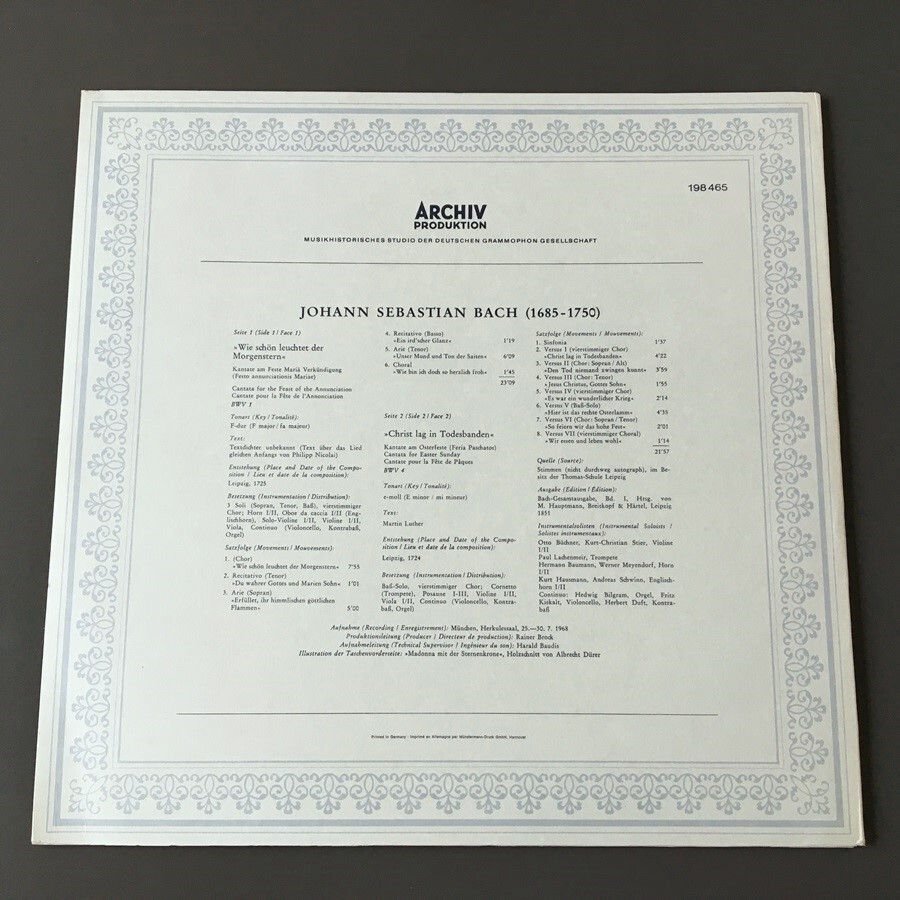 198 465
ARCHIV
PRODUKTION
MUSIKHISTORISCHES STUDIO DER DEUTSCHEN GRAMMOPHON GESELLSCHAFT
JOHANN SEBASTIAN BACH (1685-1750)
Seite 1 (Side 1 / Face 1)
»Wie schön leuchtet der
Morgenstern«
Kantate am Feste Mariä Verkündigung
(Festo annunciationis Mariae)
Cantata for the Feast of the Annunciation
Cantate pour la Fête de l'Annonciation
BWV 1
Tonart (Key / Tonalité):
F-dur (F major / fa majeur)
Text:
Textdichter unbekannt (Text über das Lied
gleichen Anfangs von Philipp Nicolai)
Entstehung (Place and Date of the Compo-
sition / Lieu et date de la composition):
Leipzig, 1725
Besetzung (Instrumentation / Distribution):
3 Soli (Sopran, Tenor, Baß), vierstimmiger
Chor; Horn I/II, Oboe da caccia I/II (Eng-
lischhorn), Solo-Violine I/II, Violine I/II,
Viola, Continuo (Violoncello, Kontrabaß,
Orgel)
Satzfolge (Movements / Mouvements):
1. (Chor)
»Wie schön leuchtet der Morgenstern« 7'55
2. Recitativo (Tenor)
»Du wahrer Gottes und Marien Sohn« 1'01
3. Arie (Sopran)
»Erfüllet, ihr himmlischen göttlichen
Flammen« 5'00
4. Recitativo (Basso)
»Ein ird'scher Glanz« 1'19
5. Arie (Tenor)
»Unser Mund und Ton der Saiten« 6'09
6. Choral
»Wie bin ich doch so herzlich froh« 1'45
23'09
Seite 2 (Side 2 / Face 2)
»Christ lag in Todesbanden«
Kantate am Osterfeste (Feria Paschatos)
Cantata for Easter Sunday
Cantate pour la Fête de Pâques
BWV 4
Tonart (Key / Tonalité):
e-moll (E minor / mi mineur)
Text:
Martin Luther
Entstehung (Place and Date of the Compo-
sition / Lieu et date de la composition):
Leipzig, 1724
Besetzung (Instrumentation / Distribution):
Baß-Solo, vierstimmiger Chor; Cornetto
(Trompete), Posaune I-III, Violine I/II,
Viola I/II, Continuo (Violoncello, Kontra-
baß, Orgel)
Satzfolge (Movements / Mouvements):
1. Sinfonia 1'37
2. Versus I (vierstimmiger Chor)
»Christ lag in Todesbanden« 4'22
3. Versus II (Chor: Sopran / Alt)
»Den Tod niemand zwingen kunnt« 3'59
4. Versus III (Chor: Tenor)
»Jesus Christus, Gottes Sohn« 1'55
5. Versus IV (vierstimmiger Chor)
»Es war ein wunderlicher Krieg« 2'14
6. Versus V (Baß-Solo)
»Hier ist das rechte Osterlamm« 4'35
7. Versus VI (Chor: Sopran / Tenor)
»So feiern wir das hohe Fest« 2'01
8. Versus VII (vierstimmiger Choral)
»Wir essen und leben wohl« 1'14
21'57
Quelle (Source):
Stimmen (nicht durchweg autograph), im Be-
sitz der Thomas-Schule Leipzig
Ausgabe (Edition / Édition):
Bach-Gesamtausgabe, Bd. I, Hrsg. von
M. Hauptmann, Breitkopf & Härtel, Leipzig
1851
Instrumentalsolisten (Instrumental Soloists /
Solistes instrumentaux):
Otto Büchner, Kurt-Christian Stier, Violine
I/II
Paul Lachenmeir, Trompete
Hermann Baumann, Werner Meyendorf, Horn
I/II
Kurt Hausmann, Andreas Schwinn, Englisch-
horn I/II
Continuo: Hedwig Bilgram, Orgel, Fritz
Kiskalt, Violoncello, Herbert Duft, Kontra-
baß
Aufnahme (Recording / Enregistrement): München, Herkulessaal, 25.—30. 7. 1968
Produktionsleitung (Producer / Directeur de production): Rainer Brock
Aufnahmeleitung (Technical Supervisor / Ingénieur du son): Harald Baudis
Illustration der Taschenvorderseite: »Madonna mit der Sternenkrone«, Holzschnitt von Albrecht Dürer
Printed in Germany · Imprimé en Allemagne par Münstermann-Druck GmbH, Hannover